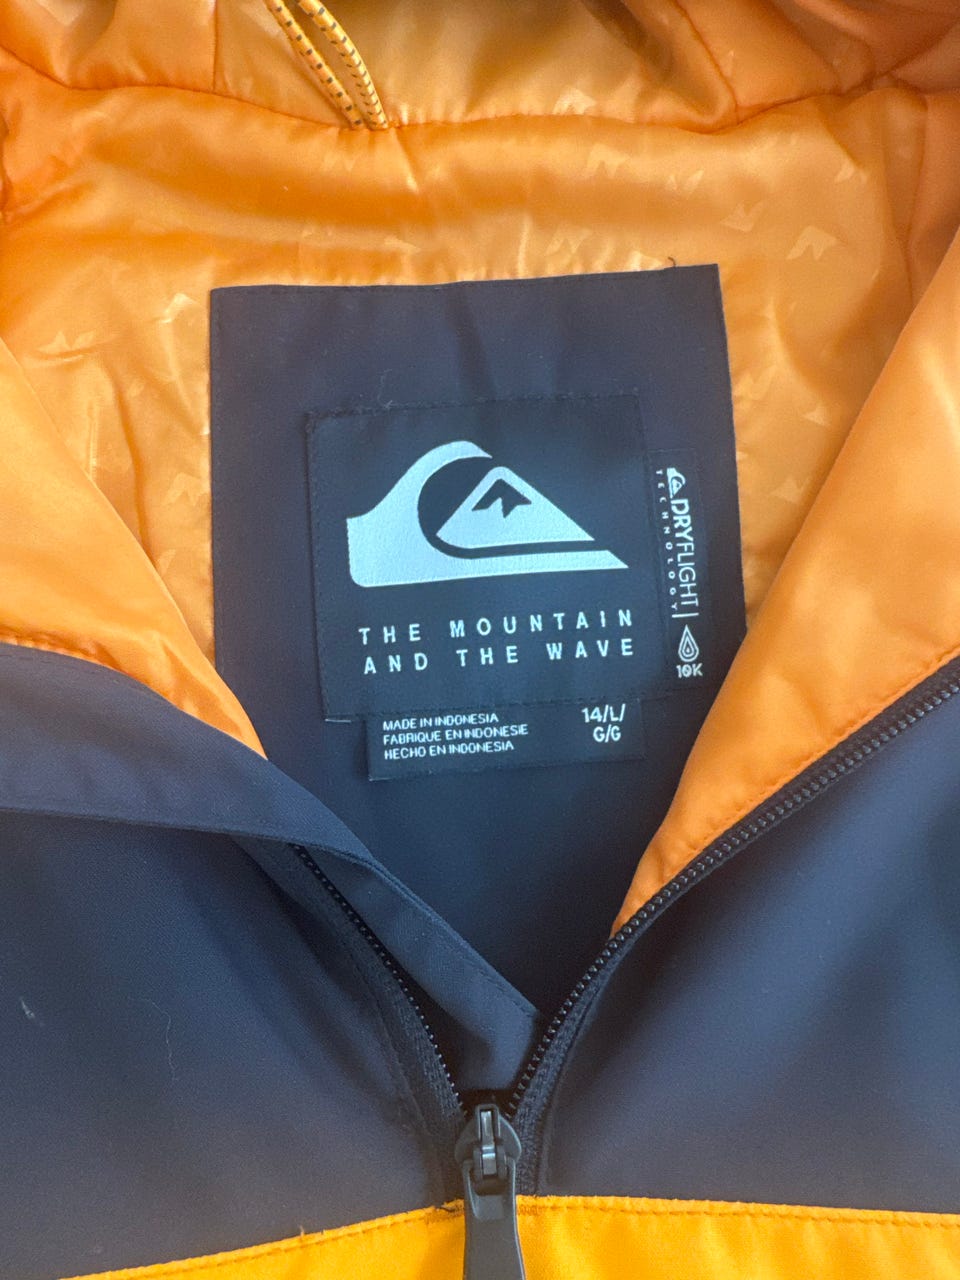 THE MOUNTAIN
AND THE WAVE
DRYFLIGHT
TECHNOLOGY
10K
MADE IN INDONESIA
FABRIQUE EN INDONESIE
HECHO EN INDONESIA
14/L/
G/G